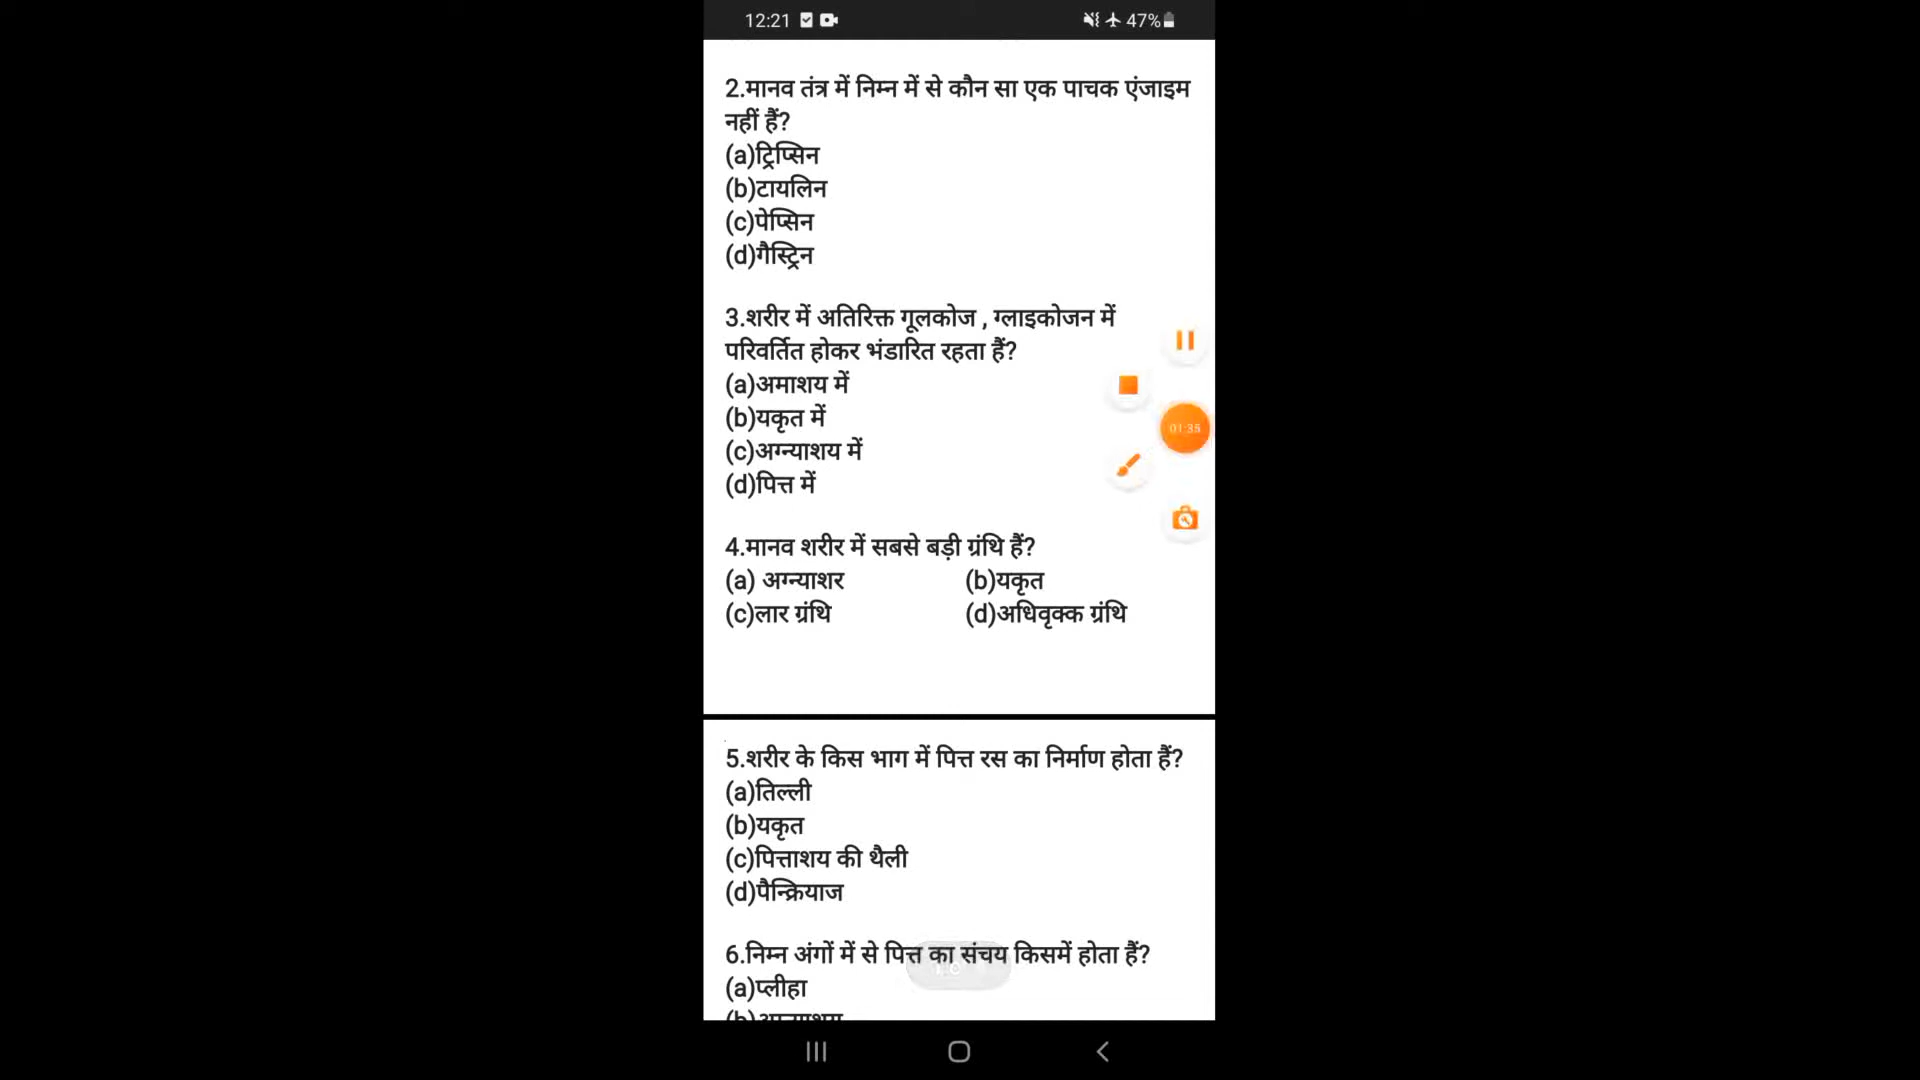 12:21
47%
2.मानव तंत्र में निम्न में से कौन सा एक पाचक एंजाइम
नहीं हैं?
(a)ट्रिप्सिन
(b)टायलिन
(c)पेप्सिन
(d)गैस्ट्रिन
3.शरीर में अतिरिक्त गूलकोज , ग्लाइकोजन में
परिवर्तित होकर भंडारित रहता हैं?
(a)अमाशय में
(b)यकृत में
(c)अग्न्याशय में
(d)पित्त में
01:35
4.मानव शरीर में सबसे बड़ी ग्रंथि हैं?
(a) अग्न्याशर (b)यकृत
(c)लार ग्रंथि (d)अधिवृक्क ग्रंथि
5.शरीर के किस भाग में पित्त रस का निर्माण होता हैं?
(a)तिल्ली
(b)यकृत
(c)पित्ताशय की थैली
(d)पैन्क्रियाज
6.निम्न अंगों में से पित्त का संचय किसमें होता हैं?
(a)प्लीहा